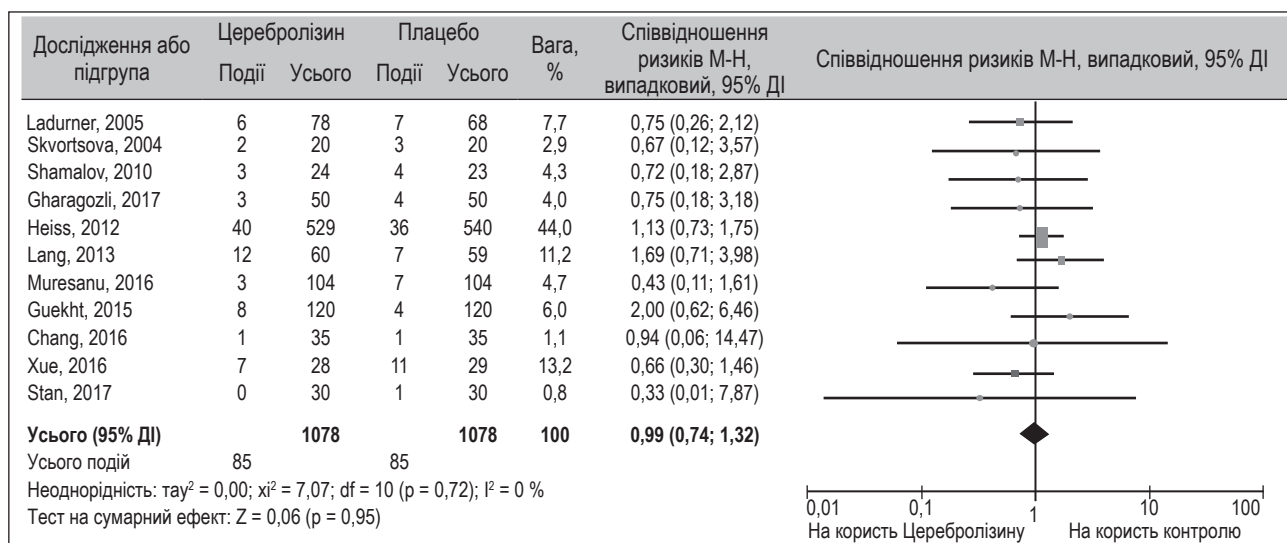 Дослідження або підгрупа Церебролізин Плацебо Вага, % Співвідношення ризиків М-Н, випадковий, 95% ДІ Співвідношення ризиків М-Н, випадковий, 95% ДІ
Події Усього Події Усього
Ladurner, 2005 6 78 7 68 7,7 0,75 (0,26; 2,12)
Skvortsova, 2004 2 20 3 20 2,9 0,67 (0,12; 3,57)
Shamalov, 2010 3 24 4 23 4,3 0,72 (0,18; 2,87)
Gharagozli, 2017 3 50 4 50 4,0 0,75 (0,18; 3,18)
Heiss, 2012 40 529 36 540 44,0 1,13 (0,73; 1,75)
Lang, 2013 12 60 7 59 11,2 1,69 (0,71; 3,98)
Muresanu, 2016 3 104 7 104 4,7 0,43 (0,11; 1,61)
Guekht, 2015 8 120 4 120 6,0 2,00 (0,62; 6,46)
Chang, 2016 1 35 1 35 1,1 0,94 (0,06; 14,47)
Xue, 2016 7 28 11 29 13,2 0,66 (0,30; 1,46)
Stan, 2017 0 30 1 30 0,8 0,33 (0,01; 7,87)
Усього (95% ДІ) 1078 1078 100 0,99 (0,74; 1,32)
Усього подій 85 85
Неоднорідність: тау² = 0,00; хі² = 7,07; df = 10 (p = 0,72); I² = 0 %
Тест на сумарний ефект: Z = 0,06 (p = 0,95)
0,01 0,1 1 10 100
На користь Церебролізину На користь контролю